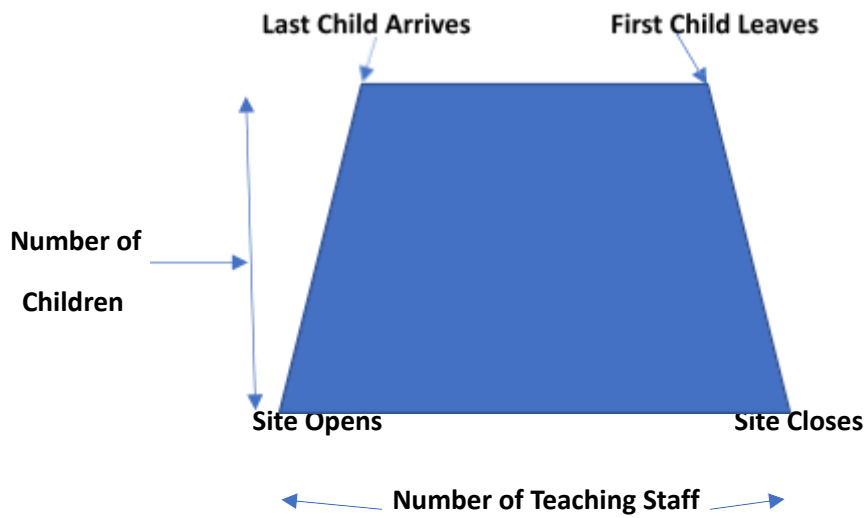 Last Child Arrives
First Child Leaves
Number of
Children
Site Opens
Site Closes
Number of Teaching Staff